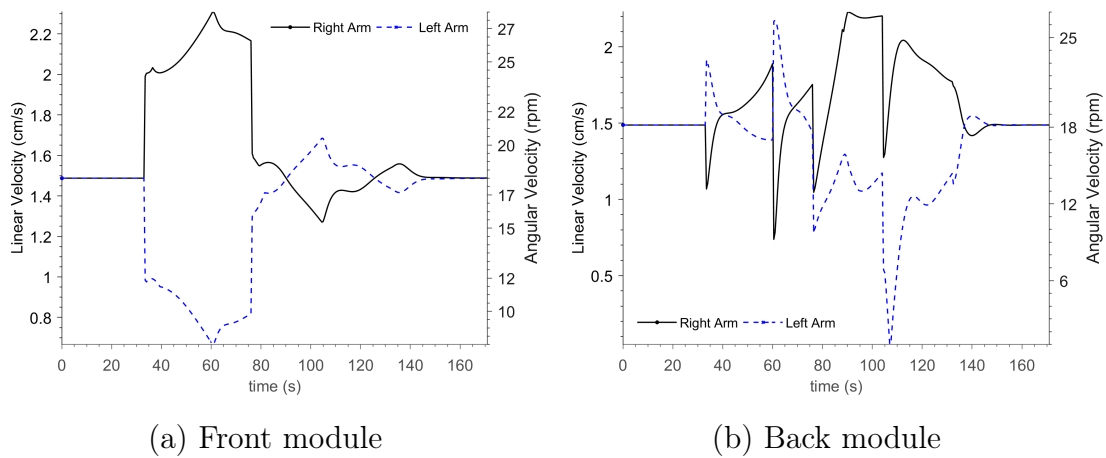 Right Arm Left Arm
2.2
2
1.8
1.6
1.4
1.2
1
0.8
Linear Velocity (cm/s)
27
25
22
20
17
15
12
10
Angular Velocity (rpm)
0 20 40 60 80 100 120 140 160
time (s)
(a) Front module
2
1.5
1
0.5
Linear Velocity (cm/s)
25
18
12
6
Angular Velocity (rpm)
Right Arm Left Arm
0 20 40 60 80 100 120 140 160
time (s)
(b) Back module